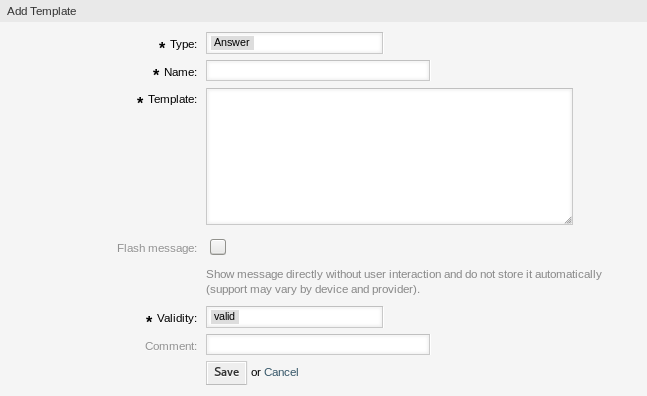 Add Template
* Type: Answer
* Name:
* Template:
Flash message:
Show message directly without user interaction and do not store it automatically
(support may vary by device and provider).
* Validity: valid
Comment:
Save or Cancel